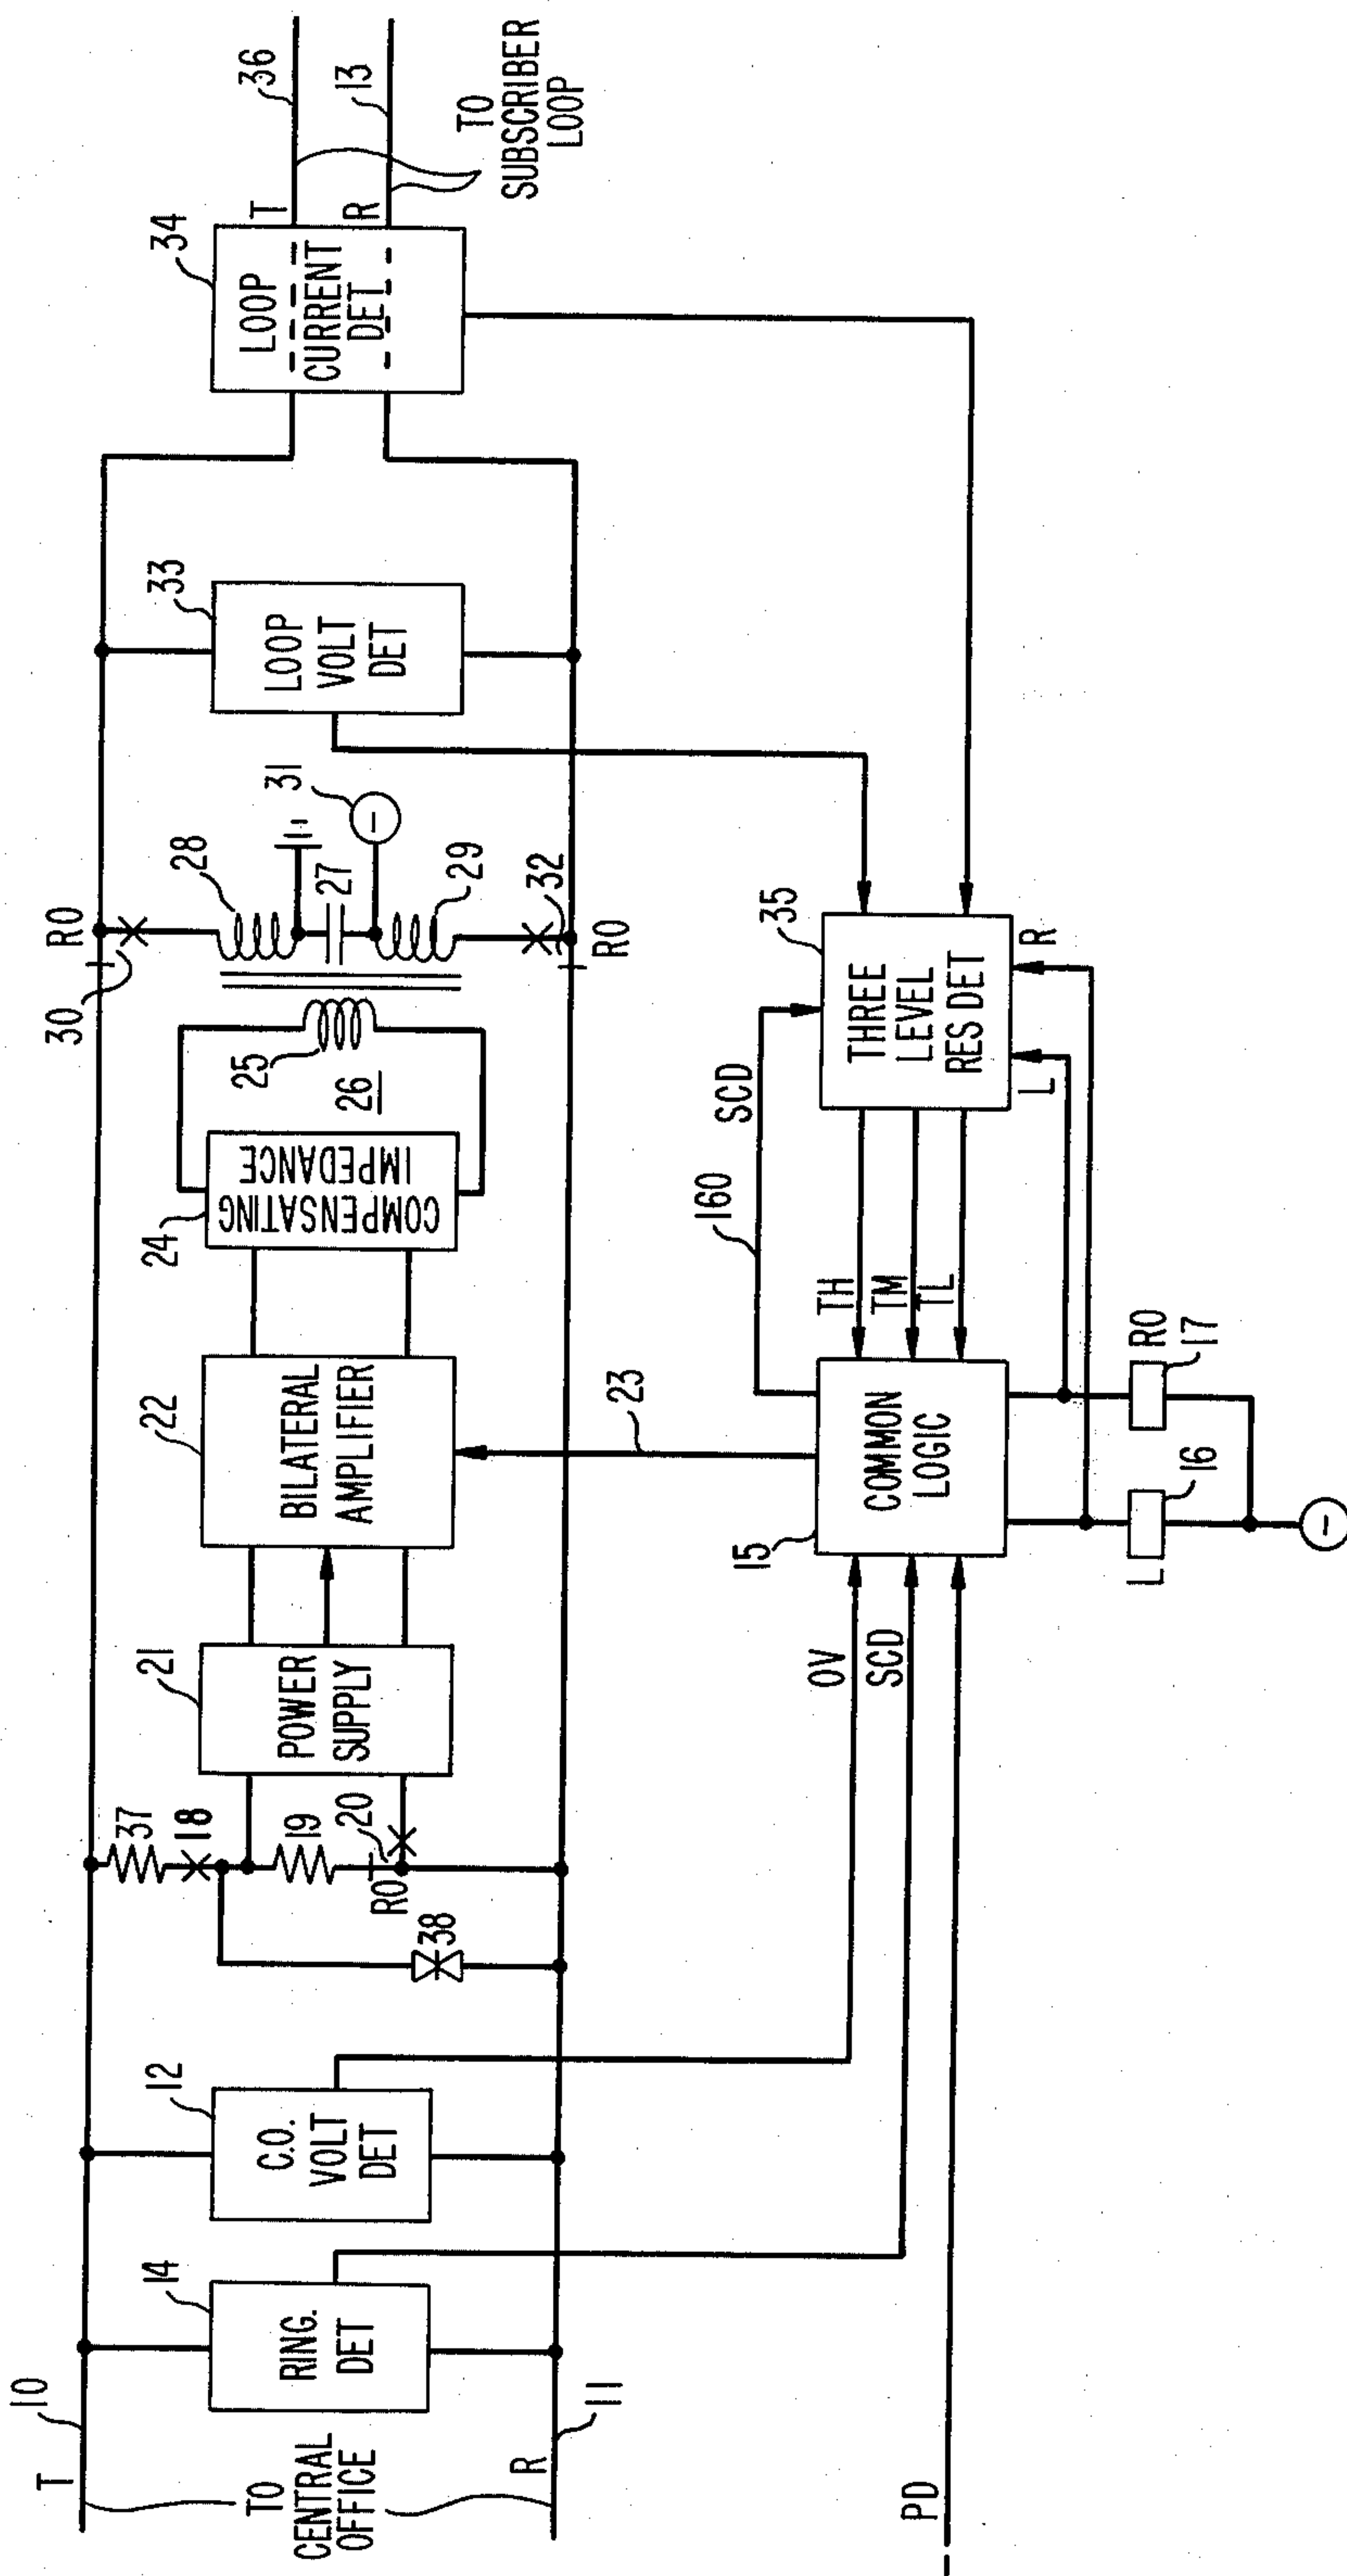 T
10
TO
CENTRAL
OFFICE
R
11
14
RING.
DET
12
C.O.
VOLT
DET
38
37
18
19
20
RO
21
POWER
SUPPLY
22
BILATERAL
AMPLIFIER
23
24
COMPENSATING
IMPEDANCE
25
26
27
28
29
30
RO
31
32
RO
33
LOOP
VOLT
DET
34
LOOP
CURRENT
DET
T
R
36
13
TO
SUBSCRIBER
LOOP
OV
SCD
PD
15
COMMON
LOGIC
L
16
RO
17
160
SCD
TH
TM
TL
35
THREE
LEVEL
RES DET
L
R